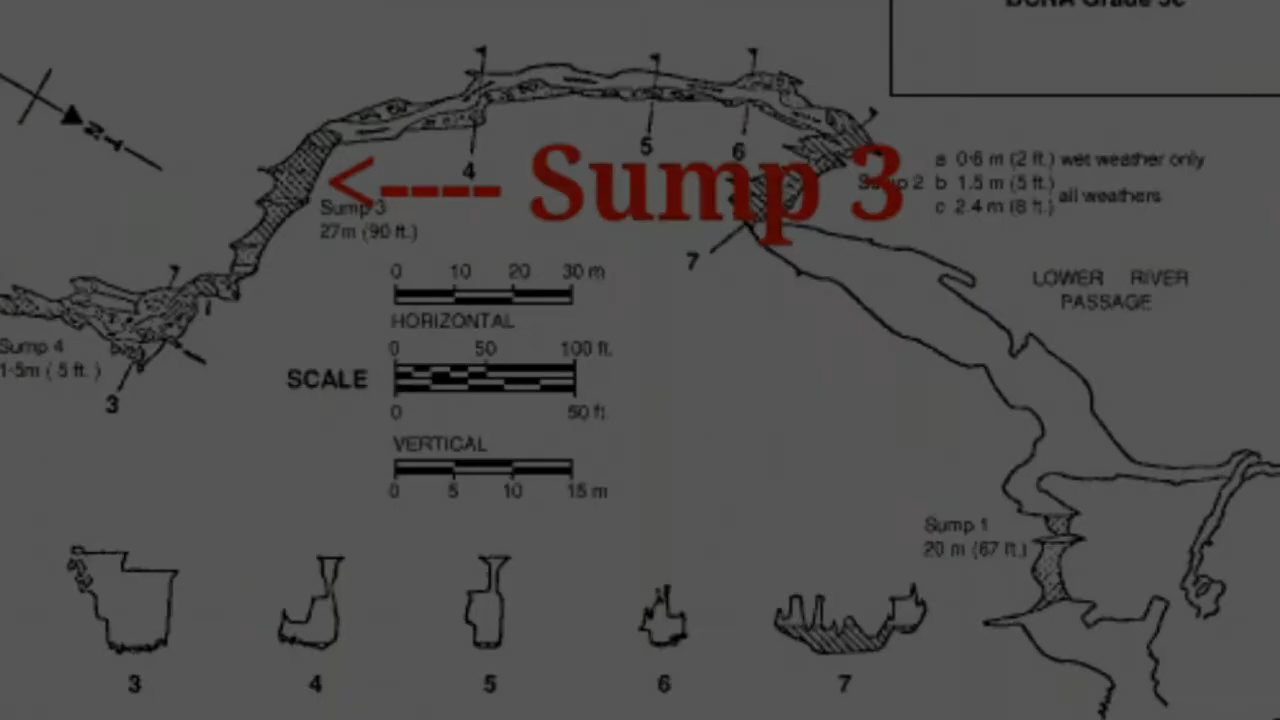 BCRA Grade 5c
N
4
5
6
<---- Sump 3
Sump 3
27m (90 ft.)
Sump 2
a 0·6 m (2 ft.) wet weather only
b 1.5 m (5 ft.)
c 2.4 m (8 ft.)
all weathers
7
LOWER RIVER
PASSAGE
0 10 20 30 m
HORIZONTAL
0 50 100 ft.
SCALE
0 50 ft
VERTICAL
0 5 10 15 m
Sump 4
1·5m ( 5 ft. )
3
Sump 1
20 m (67 ft.)
3 4 5 6 7